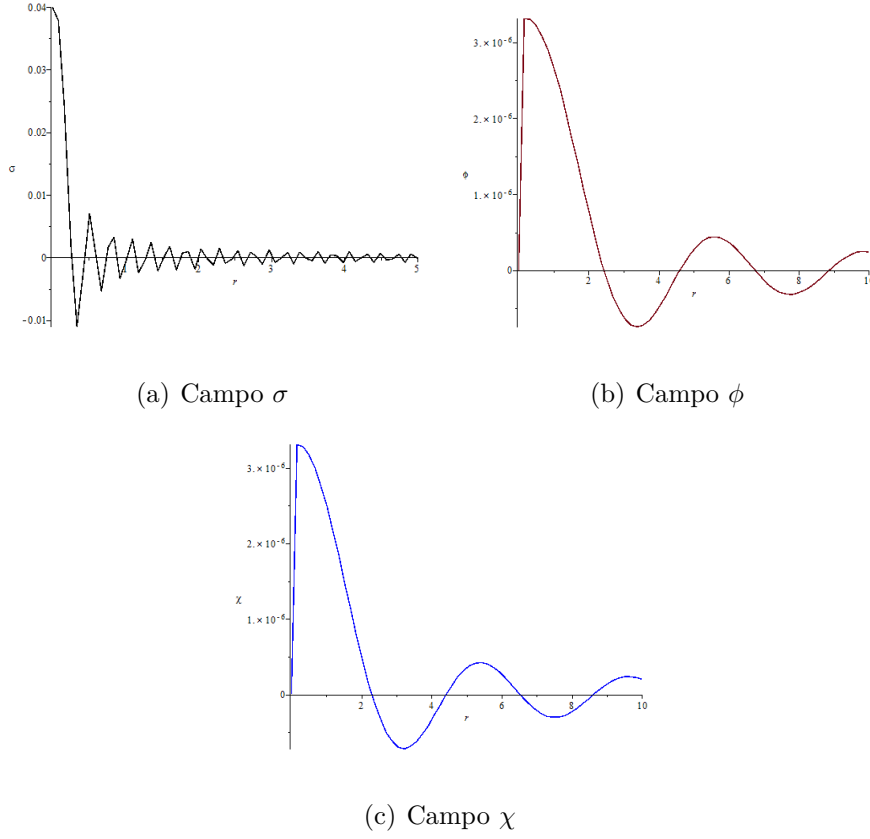 0.04
0.03
0.02
σ
0.01
0
1
2
3
4
5
r
-0.01
(a) Campo σ
3. × 10⁻⁶
2. × 10⁻⁶
ϕ
1. × 10⁻⁶
0
2
4
6
8
10
r
(b) Campo ϕ
3. × 10⁻⁶
2. × 10⁻⁶
χ
1. × 10⁻⁶
0
2
4
6
8
10
r
(c) Campo χ